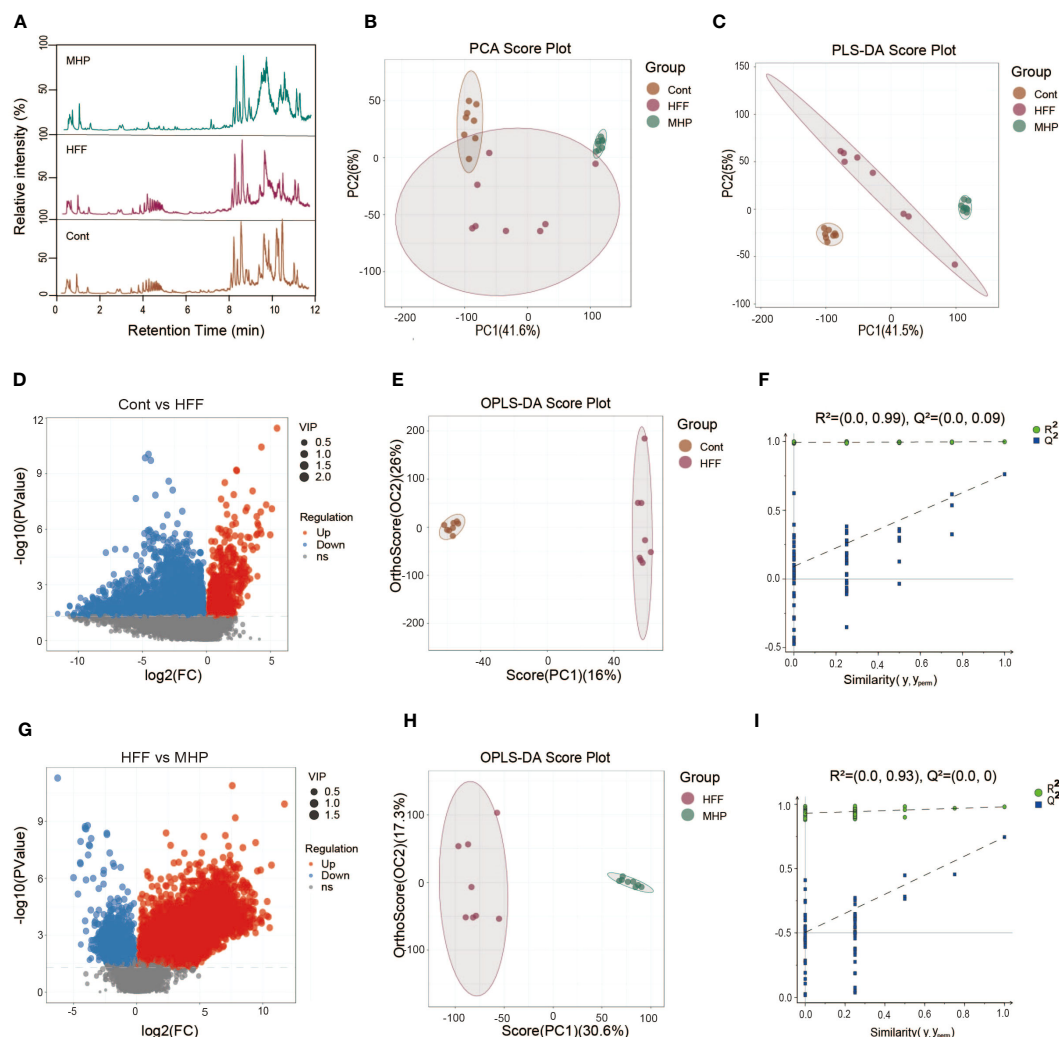 A
Relative intensity (%)
100
MHP
50
100
0
HFF
50
100
0
Cont
50
0
0 2 4 6 8 10 12
Retention Time (min)
B
PCA Score Plot
PC2(6%)
50
0
-50
-100
-200 -100 0 100
PC1(41.6%)
Group
Cont
HFF
MHP
C
PLS-DA Score Plot
PC2(5%)
150
100
50
0
-50
-100
-200 -100 0 100
PC1(41.5%)
Group
Cont
HFF
MHP
D
Cont vs HFF
-log10(PValue)
12
9
6
3
0
-10 -5 0 5
log2(FC)
VIP
0.5
1.0
1.5
2.0
Regulation
Up
Down
ns
E
OPLS-DA Score Plot
OrthoScore(OC2)(26%)
200
100
0
-100
-200
-40 0 40
Score(PC1)(16%)
Group
Cont
HFF
F
R²=(0.0, 0.99), Q²=(0.0, 0.09)
R²
Q²
1.0
0.5
0.0
-0.5
0.0 0.2 0.4 0.6 0.8 1.0
Similarity(y, yperm)
G
HFF vs MHP
-log10(PValue)
9
6
3
0
-5 0 5 10
log2(FC)
VIP
0.5
1.0
1.5
Regulation
Up
Down
ns
H
OPLS-DA Score Plot
OrthoScore(OC2)(17.3%)
100
0
-100
-100 -50 0 50 100
Score(PC1)(30.6%)
Group
HFF
MHP
I
R²=(0.0, 0.93), Q²=(0.0, 0)
R²
Q²
1.0
0.5
-0.5
0.0
0.0 0.2 0.4 0.6 0.8 1.0
Similarity(y, yperm)